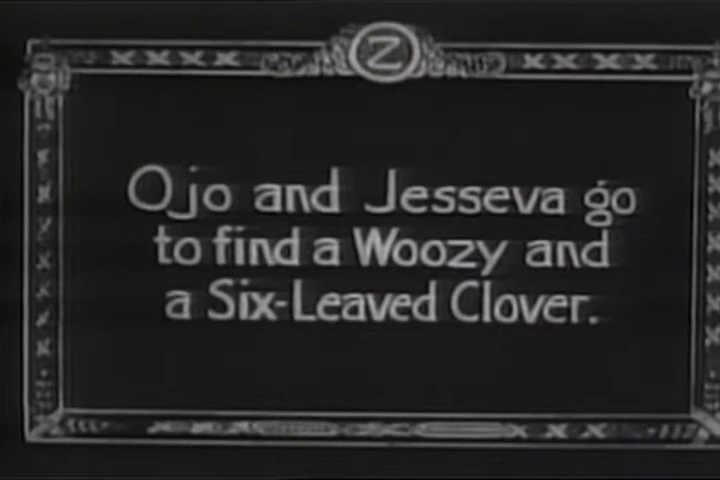 Z
Ojo and Jesseva go
to find a Woozy and
a Six-Leaved Clover.